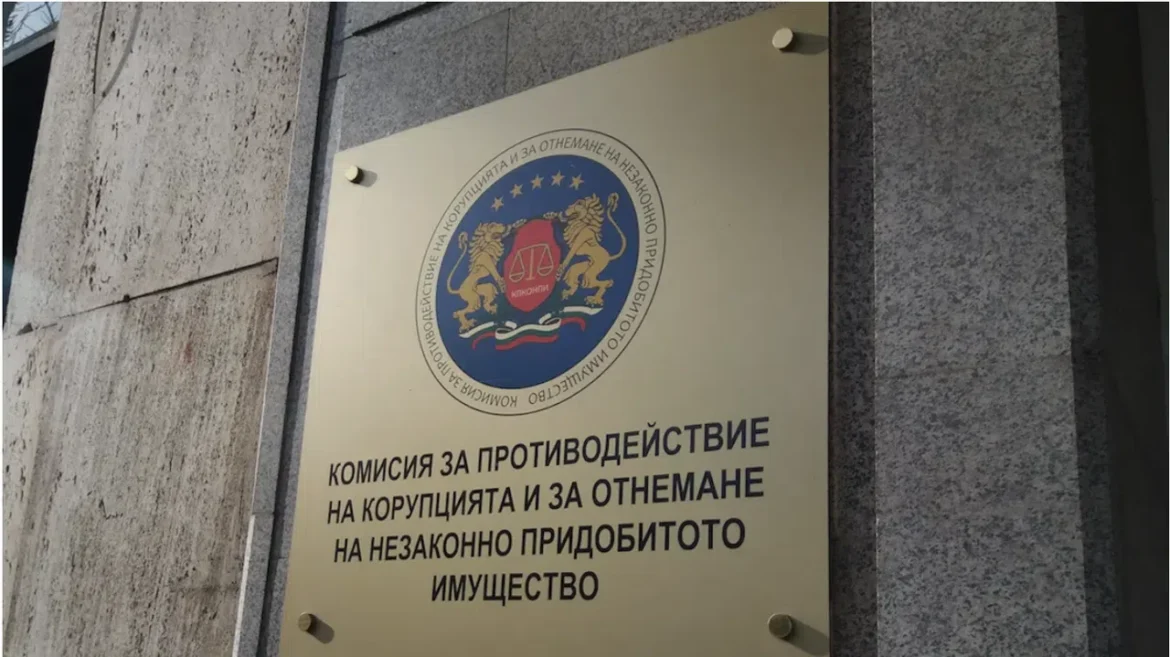 КОМИСИЯ ЗА ПРОТИВОДЕЙСТВИЕ НА КОРУПЦИЯТА И ЗА ОТНЕМАНЕ НА НЕЗАКОННО ПРИДОБИТОТО ИМУЩЕСТВО
КПКОНПИ
КОМИСИЯ ЗА ПРОТИВОДЕЙСТВИЕ
НА КОРУПЦИЯТА И ЗА ОТНЕМАНЕ
НА НЕЗАКОННО ПРИДОБИТОТО
ИМУЩЕСТВО